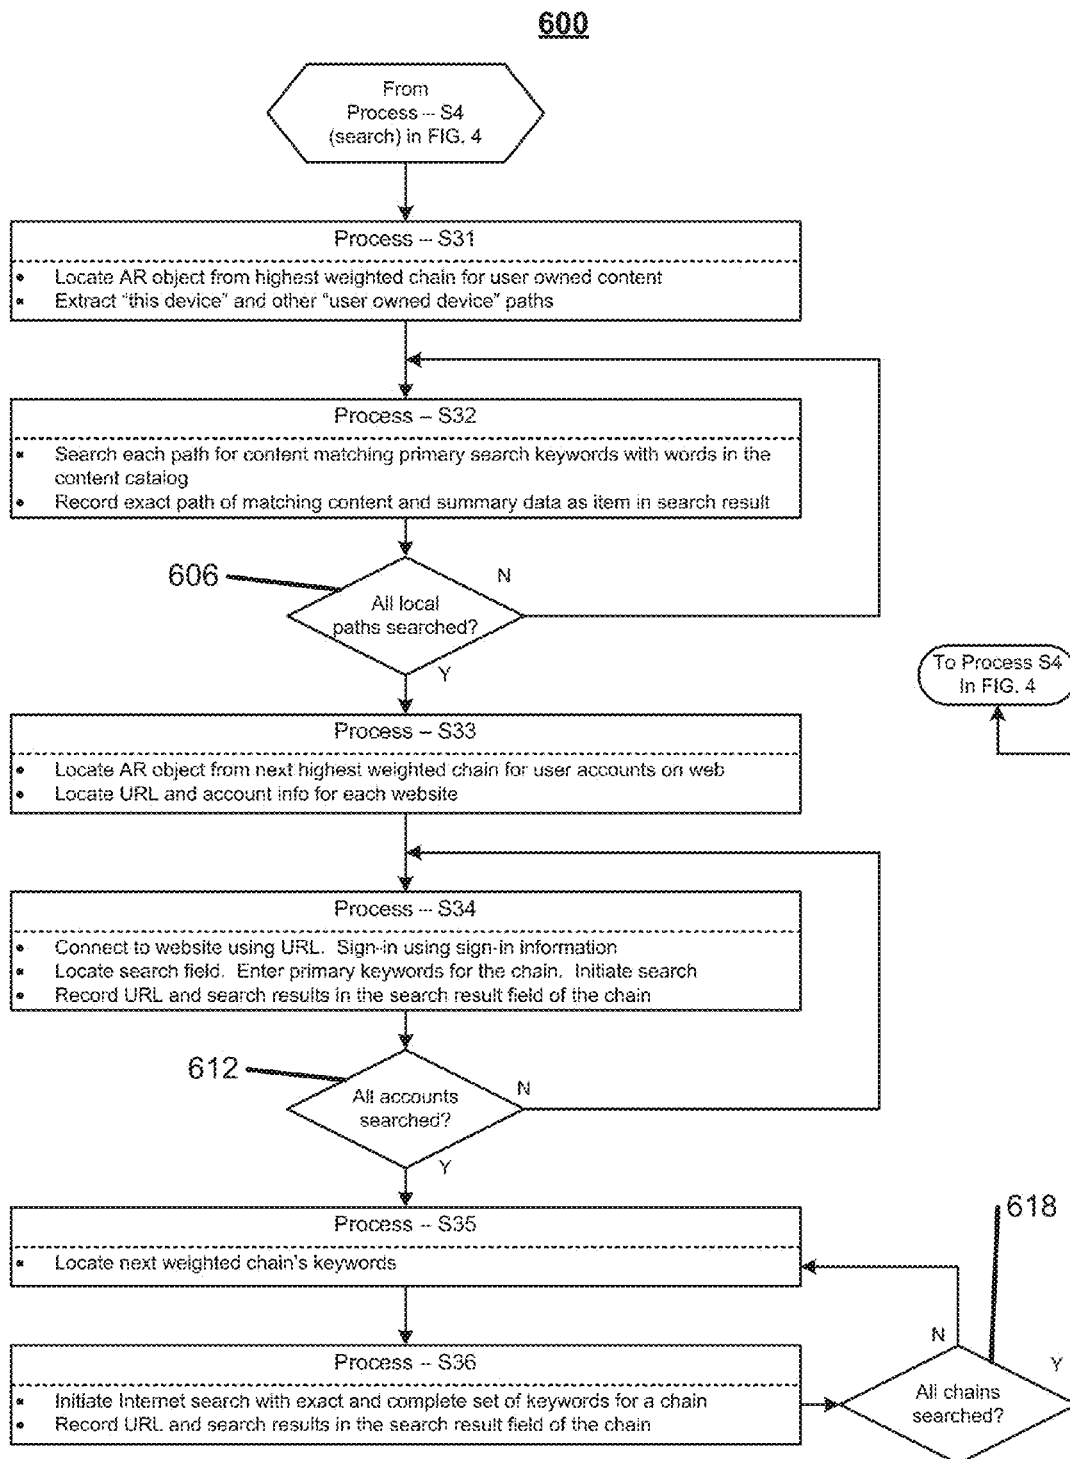 600
From
Process -- S4
(search) in FIG. 4
Process -- S31
• Locate AR object from highest weighted chain for user owned content
• Extract "this device" and other "user owned device" paths
Process -- S32
• Search each path for content matching primary search keywords with words in the
content catalog
• Record exact path of matching content and summary data as item in search result
606
N
All local
paths searched?
Y
To Process S4
In FIG. 4
Process -- S33
• Locate AR object from next highest weighted chain for user accounts on web
• Locate URL and account info for each website
Process -- S34
• Connect to website using URL. Sign-in using sign-in information
• Locate search field. Enter primary keywords for the chain. Initiate search
• Record URL and search results in the search result field of the chain
612
N
All accounts
searched?
Y
Process -- S35
618
• Locate next weighted chain's keywords
N
Process -- S36
Y
• Initiate Internet search with exact and complete set of keywords for a chain
• Record URL and search results in the search result field of the chain
All chains
searched?